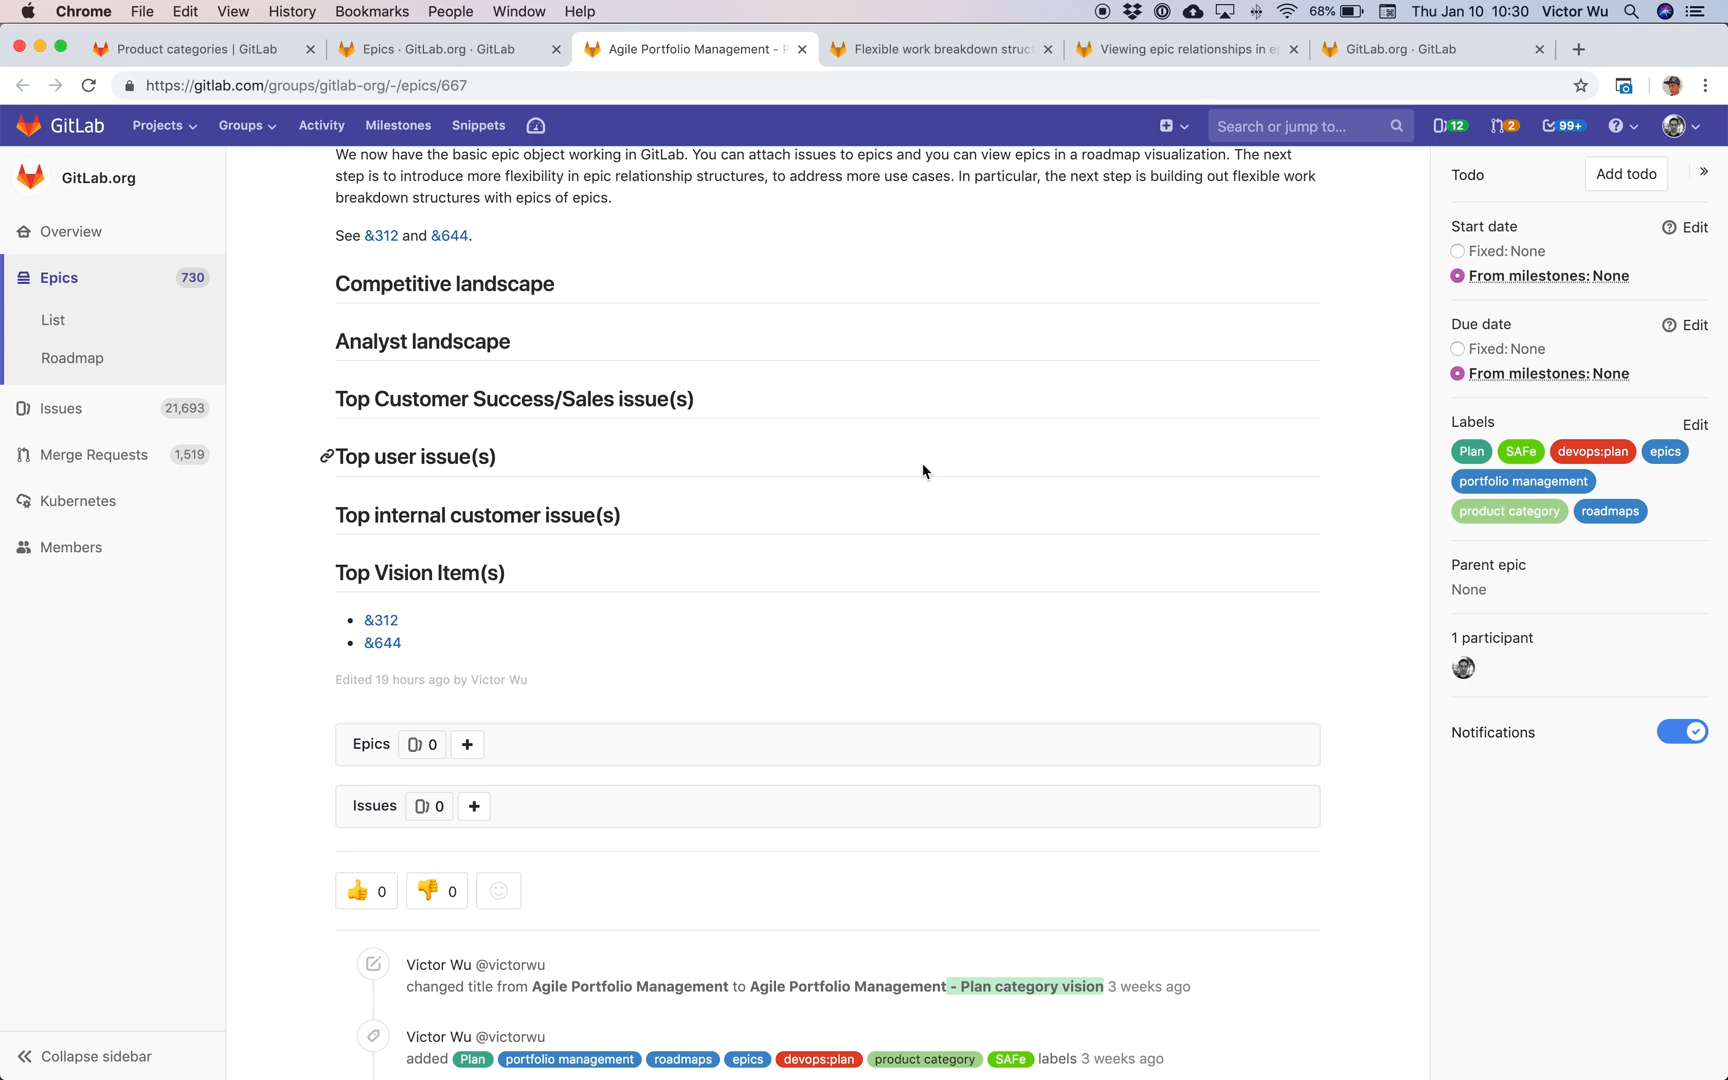 Chrome File Edit View History Bookmarks People Window Help 68% Thu Jan 10 10:30 Victor Wu
Product categories | GitLab
Epics · GitLab.org · GitLab
Agile Portfolio Management - P
Flexible work breakdown struct
Viewing epic relationships in e
GitLab.org · GitLab
https://gitlab.com/groups/gitlab-org/-/epics/667
GitLab Projects Groups Activity Milestones Snippets Search or jump to... 12 2 99+
GitLab.org
Overview
Epics 730
List
Roadmap
Issues 21,693
Merge Requests 1,519
Kubernetes
Members
Collapse sidebar
We now have the basic epic object working in GitLab. You can attach issues to epics and you can view epics in a roadmap visualization. The next
step is to introduce more flexibility in epic relationship structures, to address more use cases. In particular, the next step is building out flexible work
breakdown structures with epics of epics.
See &312 and &644.
Competitive landscape
Analyst landscape
Top Customer Success/Sales issue(s)
Top user issue(s)
Top internal customer issue(s)
Top Vision Item(s)
• &312
• &644
Edited 19 hours ago by Victor Wu
Epics 0 +
Issues 0 +
👍 0 👎 0
Victor Wu @victorwu
changed title from Agile Portfolio Management to Agile Portfolio Management - Plan category vision 3 weeks ago
Victor Wu @victorwu
added Plan portfolio management roadmaps epics devops:plan product category SAFe labels 3 weeks ago
Todo Add todo »
Start date ? Edit
Fixed: None
From milestones: None
Due date ? Edit
Fixed: None
From milestones: None
Labels Edit
Plan SAFe devops:plan epics
portfolio management
product category roadmaps
Parent epic
None
1 participant
Notifications